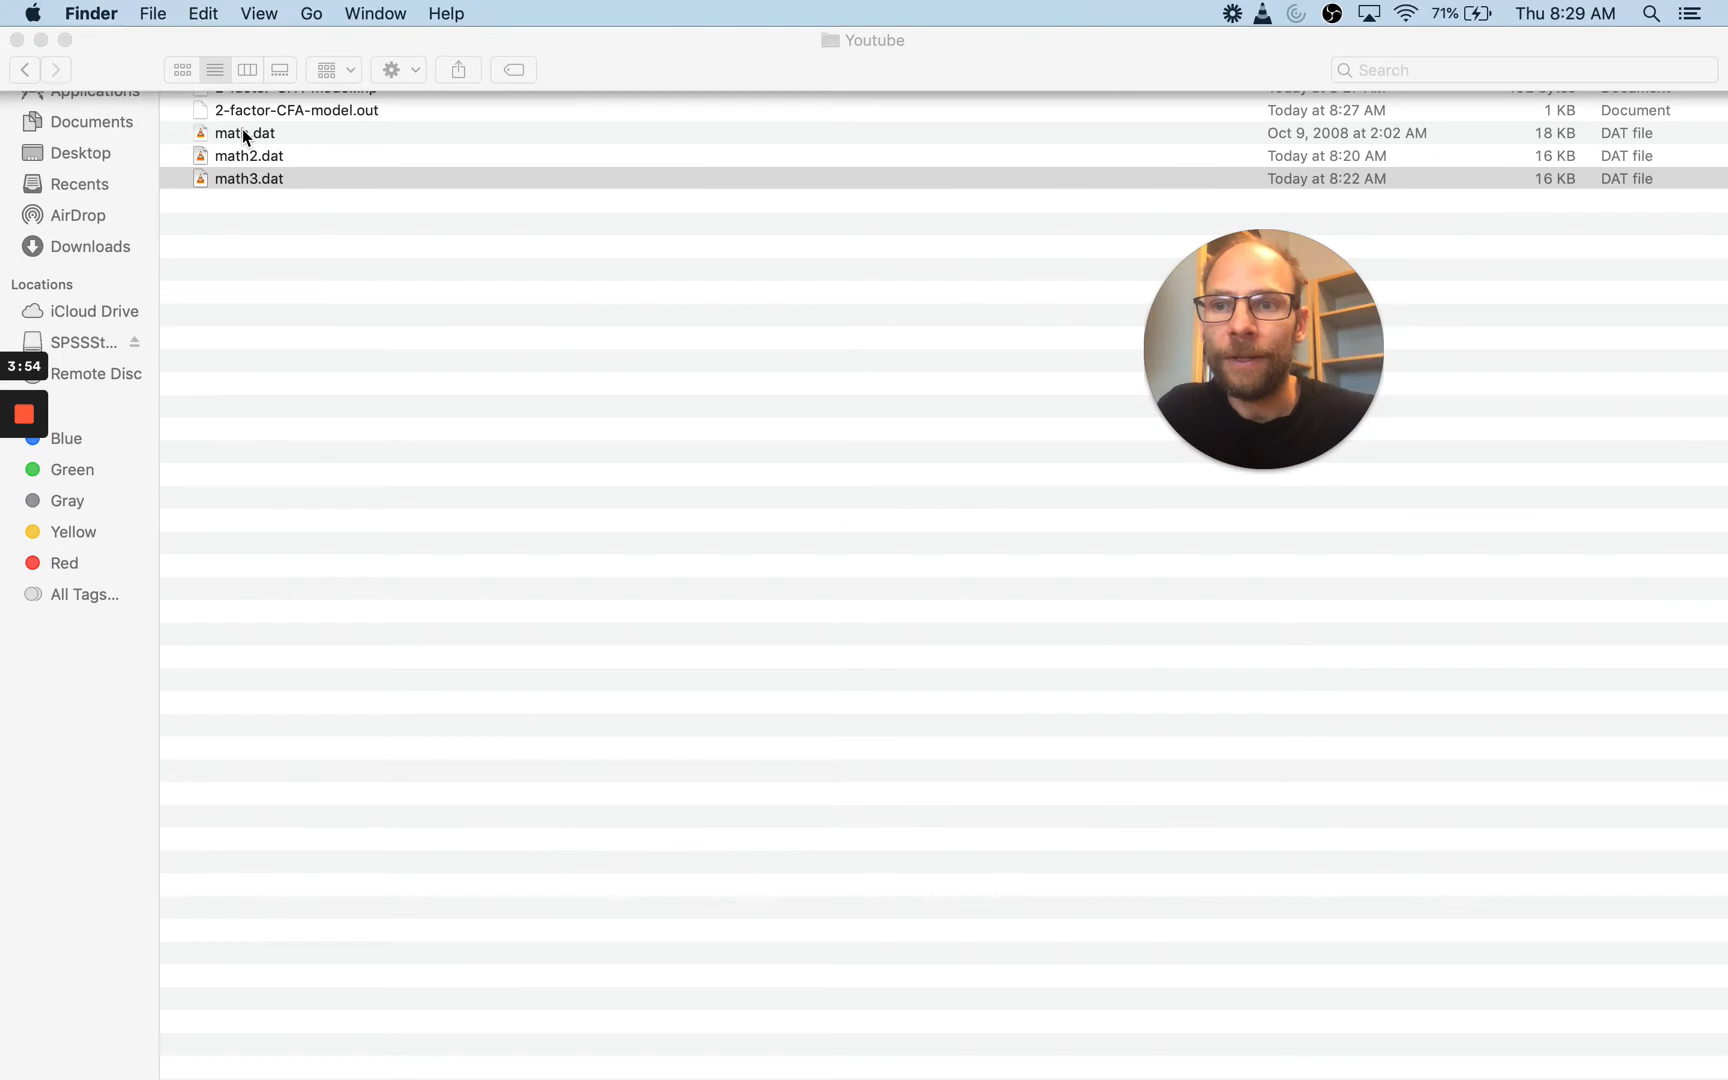 Finder File Edit View Go Window Help 71% Thu 8:29 AM
Youtube
Search
Applications
2-factor-CFA-model.out Today at 8:27 AM 1 KB Document
Documents
Oct 9, 2008 at 2:02 AM 18 KB DAT file
Desktop
math2.dat Today at 8:20 AM 16 KB DAT file
Recents
math3.dat Today at 8:22 AM 16 KB DAT file
AirDrop
Downloads
Locations
iCloud Drive
SPSSSt...
3:54
Remote Disc
Blue
Green
Gray
Yellow
Red
All Tags...